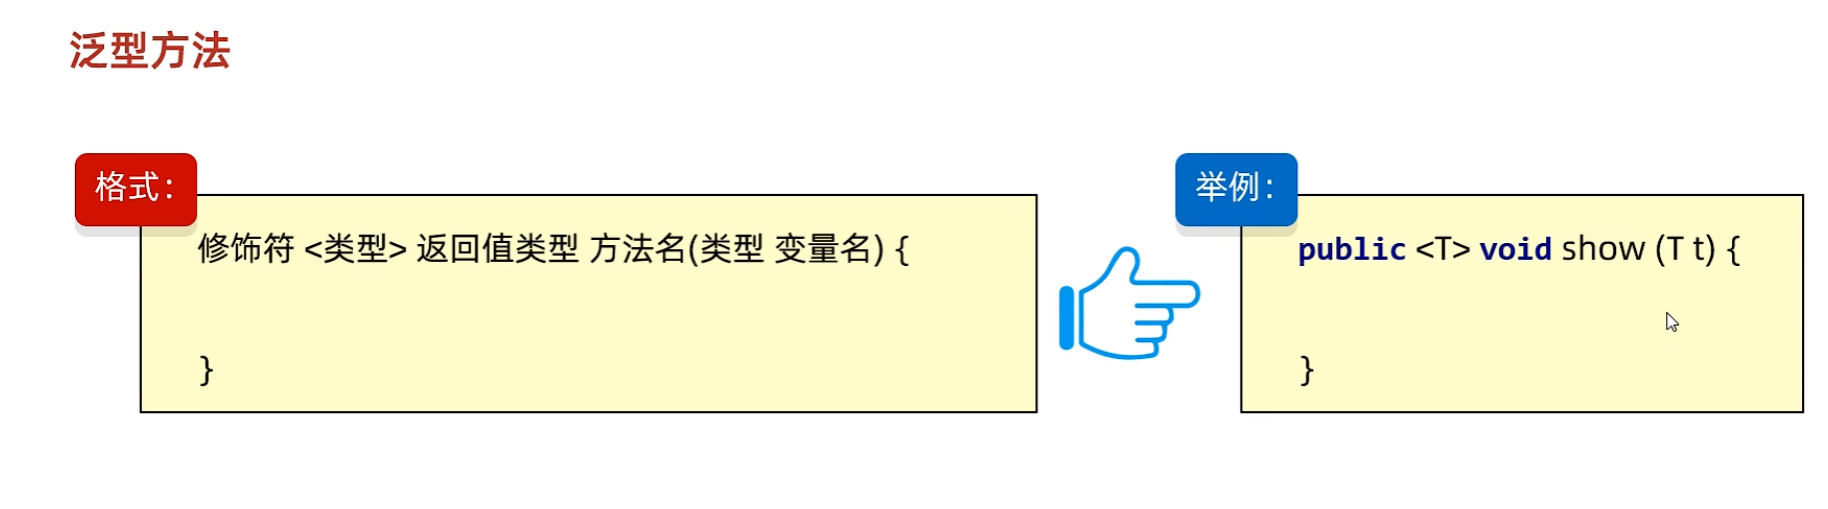 泛型方法
格式：
修饰符 <类型> 返回值类型 方法名(类型 变量名) {
}
举例：
public <T> void show (T t) {
}